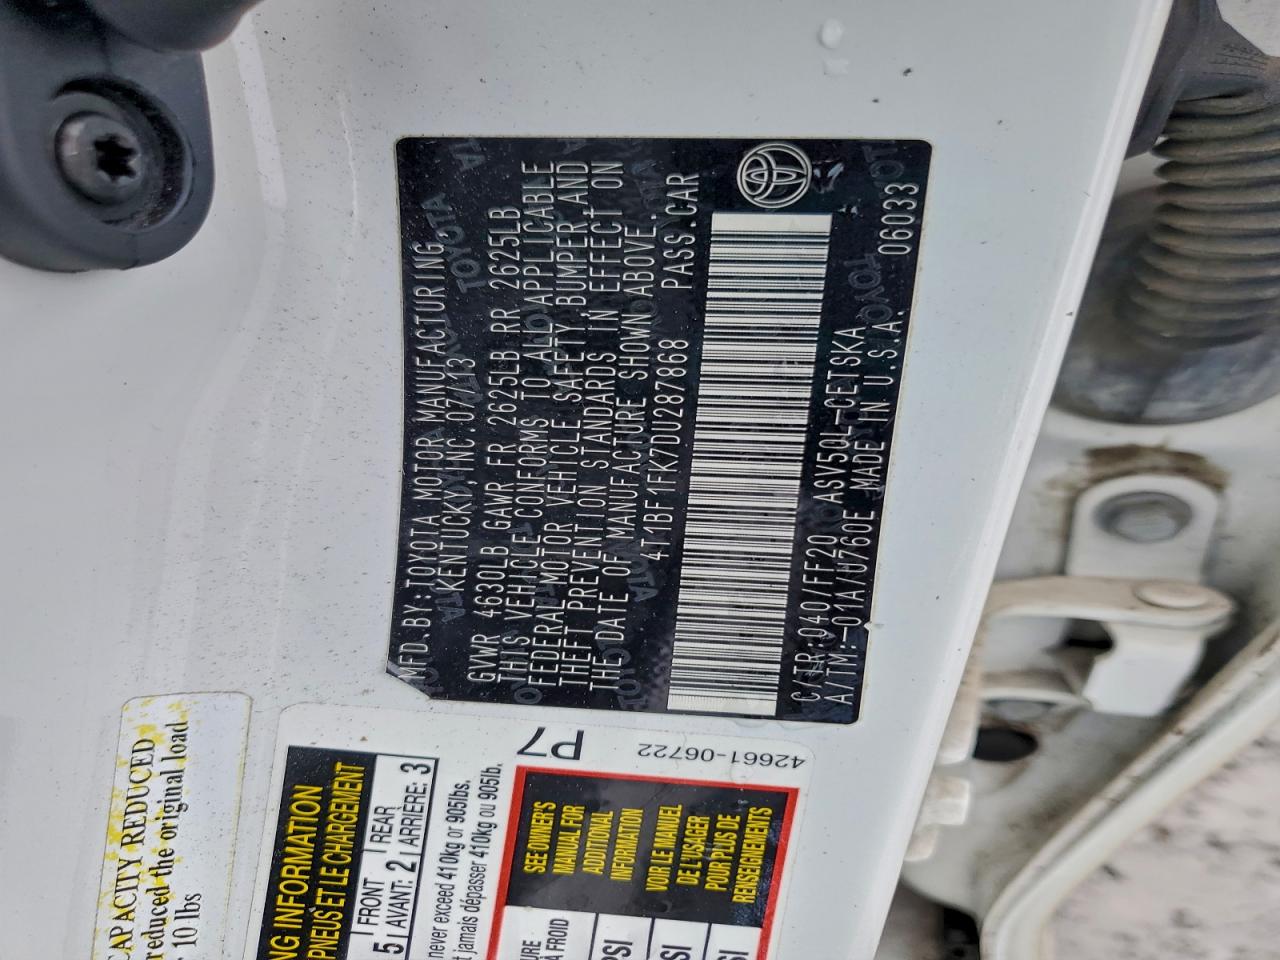 MFD.BY:TOYOTA MOTOR MANUFACTURING,
KENTUCKY,INC.07/13
GVWR 4630LB GAWR FR 2625LB RR 2625LB
THIS VEHICLE CONFORMS TO ALL APPLICABLE
FEDERAL MOTOR VEHICLE SAFETY,BUMPER,AND
THEFT PREVENTION STANDARDS IN EFFECT ON
THE DATE OF MANUFACTURE SHOWN ABOVE.
4T1BF1FK7DU287868 PASS.CAR
C/TR:040/FF20 ASV50L-CETSKA
A/TM:-01A/U760E MADE IN U.S.A. 06033
CAPACITY REDUCED
reduced the original load
10 lbs
P7
42661-06722
INFORMATION
PNEUS ET LE CHARGEMENT
5 FRONT 2 REAR 3
AVANT: ARRIERE:
never exceed 410kg or 905lbs.
jamais dépasser 410kg ou 905lb.
SEE OWNER'S
MANUAL FOR
ADDITIONAL
INFORMATION
VOIR LE MANUEL
DE L'USAGER
POUR PLUS DE
RENSEIGNEMENTS